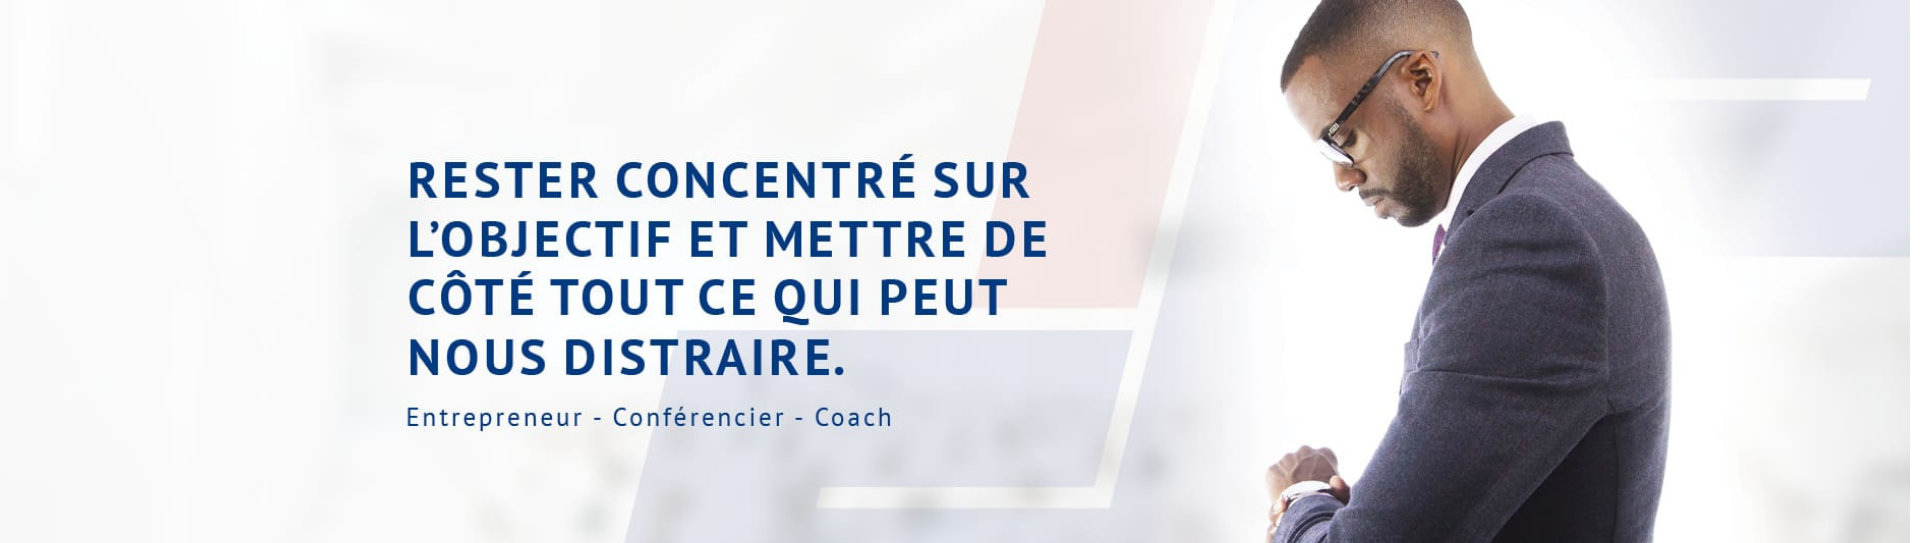 RESTER CONCENTRÉ SUR
L’OBJECTIF ET METTRE DE
CÔTÉ TOUT CE QUI PEUT
NOUS DISTRAIRE.
Entrepreneur - Conférencier - Coach